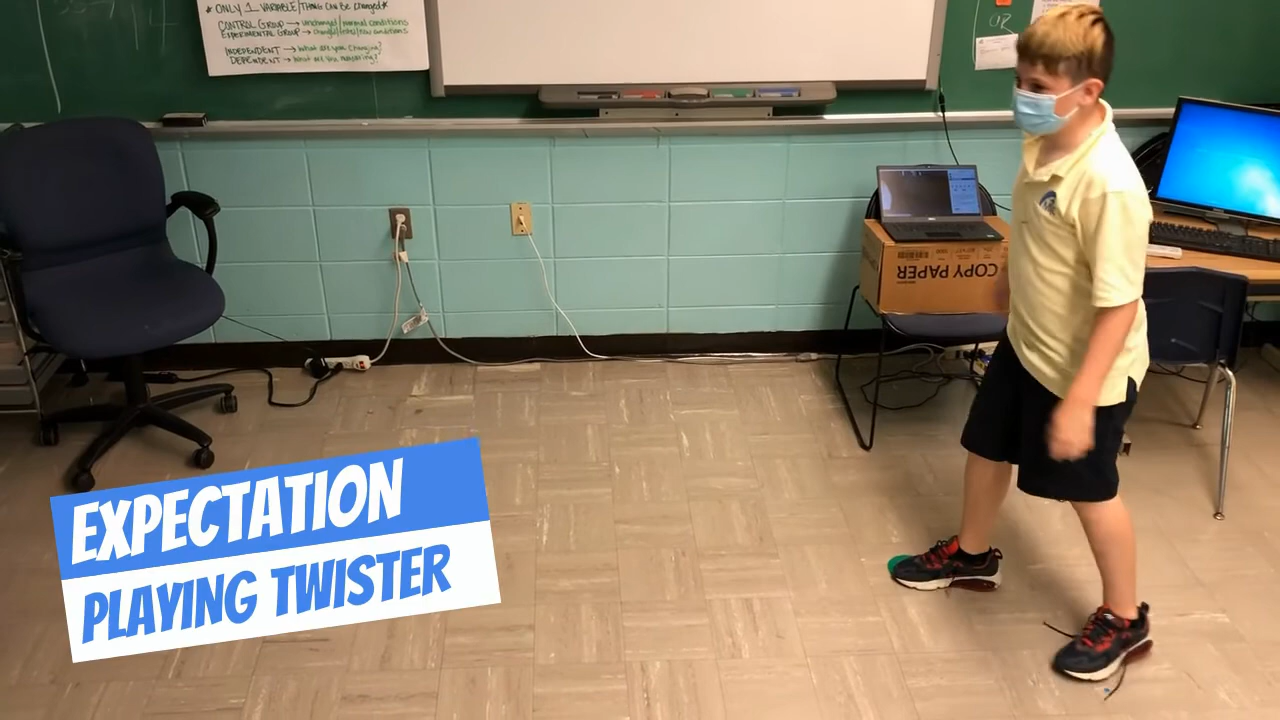 * ONLY 1 VARIABLE/THING CAN BE Changed*
CONTROL GROUP → unchanged/normal conditions
EXPERIMENTAL GROUP → changed/tested/new conditions
INDEPENDENT → What are you changing?
DEPENDENT → What are you measuring?
OR
COPY PAPER
EXPECTATION
PLAYING TWISTER